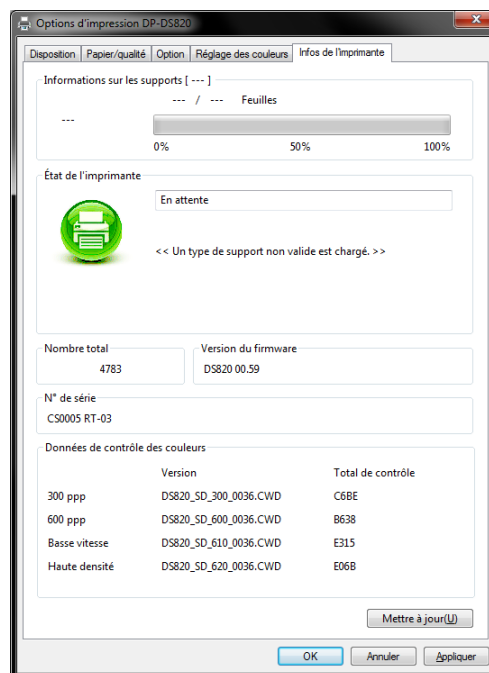 Options d'impression DP-DS820
Disposition Papier/qualité Option Réglage des couleurs Infos de l'imprimante
Informations sur les supports [ --- ]
--- / --- Feuilles
---
0% 50% 100%
État de l'imprimante
En attente
<< Un type de support non valide est chargé. >>
Nombre total Version du firmware
4783 DS820 00.59
N° de série
CS0005 RT-03
Données de contrôle des couleurs
Version Total de contrôle
300 ppp DS820_SD_300_0036.CWD C6BE
600 ppp DS820_SD_600_0036.CWD B638
Basse vitesse DS820_SD_610_0036.CWD E315
Haute densité DS820_SD_620_0036.CWD E06B
Mettre à jour(U)
OK Annuler Appliquer